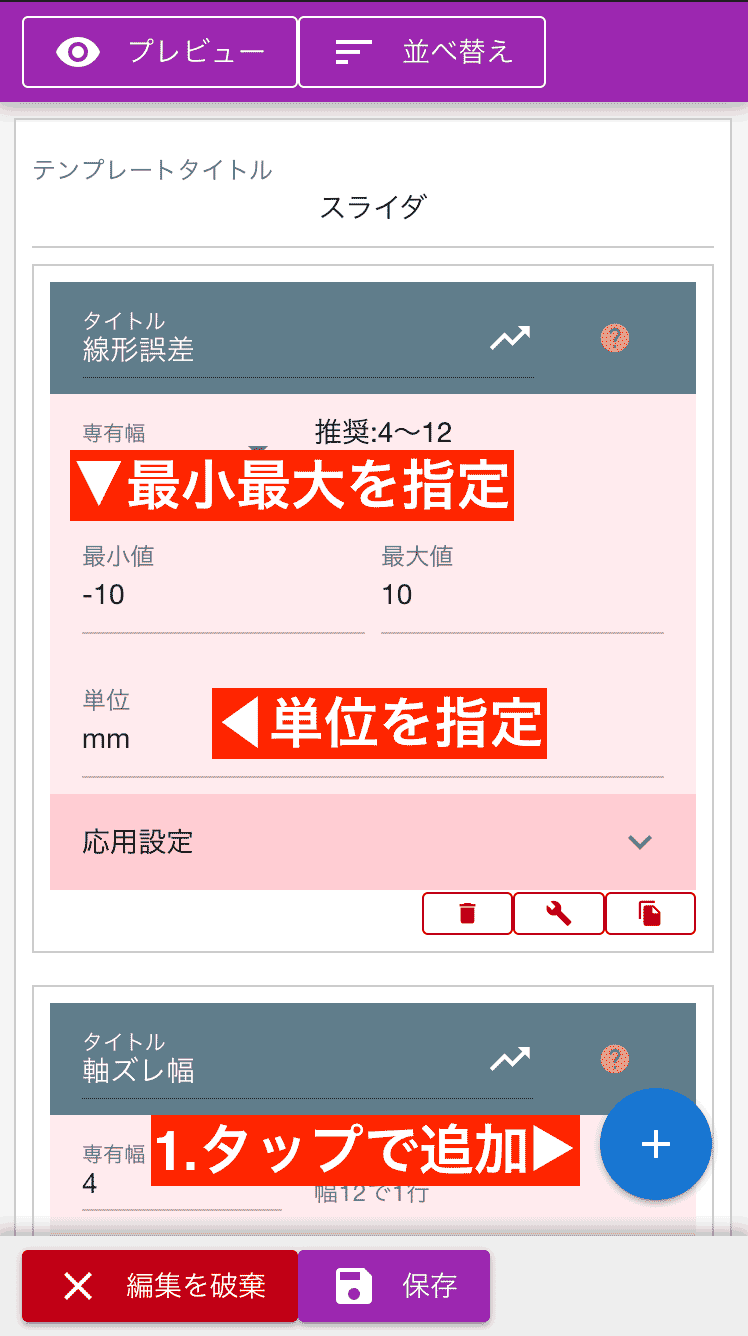 プレビュー
並べ替え
テンプレートタイトル
スライダ
タイトル
線形誤差
専有幅
推奨:4〜12
▼最小最大を指定
最小値
最大値
-10
10
単位
mm
◀単位を指定
応用設定
タイトル
軸ズレ幅
専有幅
4
1.タップで追加▶
幅12で1行
編集を破棄
保存